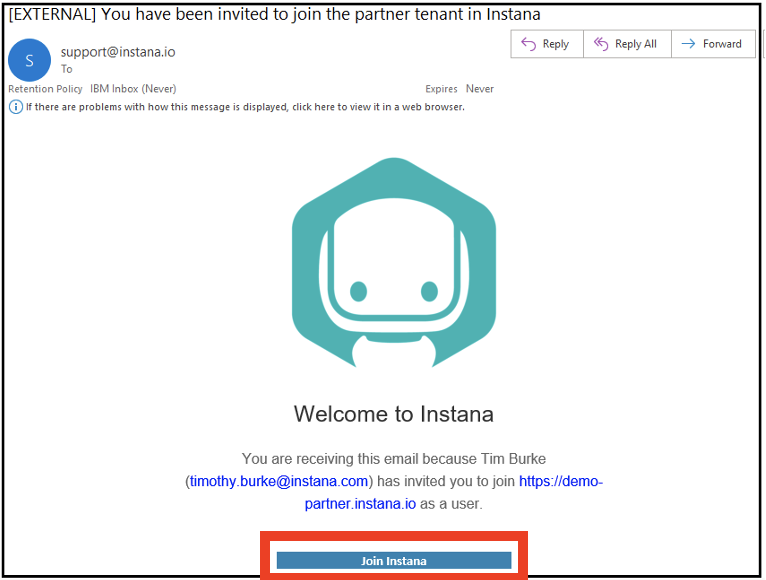 [EXTERNAL] You have been invited to join the partner tenant in Instana
S
support@instana.io
To
Reply
Reply All
Forward
Retention Policy IBM Inbox (Never)
Expires Never
If there are problems with how this message is displayed, click here to view it in a web browser.
Welcome to Instana
You are receiving this email because Tim Burke
(timothy.burke@instana.com) has invited you to join https://demo-
partner.instana.io as a user.
Join Instana